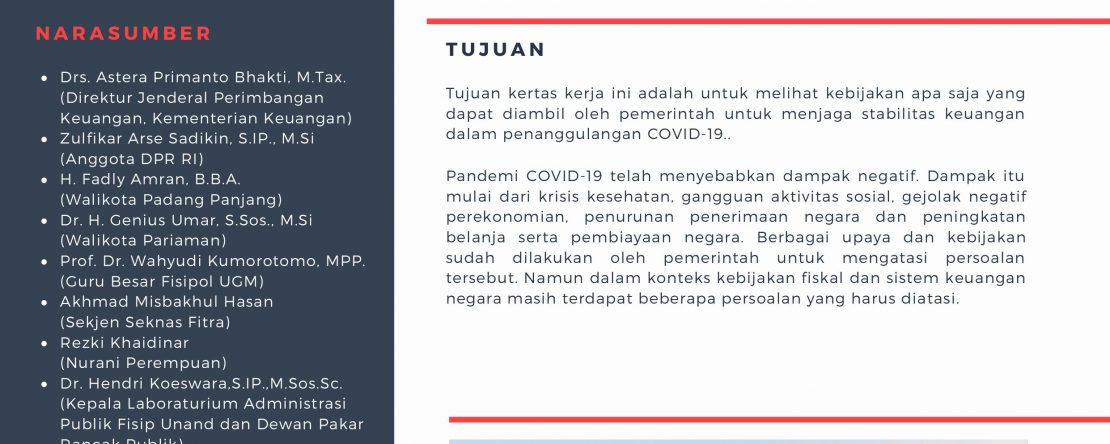 NARASUMBER
• Drs. Astera Primanto Bhakti, M.Tax.
(Direktur Jenderal Perimbangan
Keuangan, Kementerian Keuangan)
• Zulfikar Arse Sadikin, S.IP., M.Si
(Anggota DPR RI)
• H. Fadly Amran, B.B.A.
(Walikota Padang Panjang)
• Dr. H. Genius Umar, S.Sos., M.Si
(Walikota Pariaman)
• Prof. Dr. Wahyudi Kumorotomo, MPP.
(Guru Besar Fisipol UGM)
• Akhmad Misbakhul Hasan
(Sekjen Seknas Fitra)
• Rezki Khaidinar
(Nurani Perempuan)
• Dr. Hendri Koeswara,S.IP.,M.Sos.Sc.
(Kepala Laboraturium Administrasi
Publik Fisip Unand dan Dewan Pakar
Publik)
TUJUAN
Tujuan kertas kerja ini adalah untuk melihat kebijakan apa saja yang
dapat diambil oleh pemerintah untuk menjaga stabilitas keuangan
dalam penanggulangan COVID-19..
Pandemi COVID-19 telah menyebabkan dampak negatif. Dampak itu
mulai dari krisis kesehatan, gangguan aktivitas sosial, gejolak negatif
perekonomian, penurunan penerimaan negara dan peningkatan
belanja serta pembiayaan negara. Berbagai upaya dan kebijakan
sudah dilakukan oleh pemerintah untuk mengatasi persoalan
tersebut. Namun dalam konteks kebijakan fiskal dan sistem keuangan
negara masih terdapat beberapa persoalan yang harus diatasi.